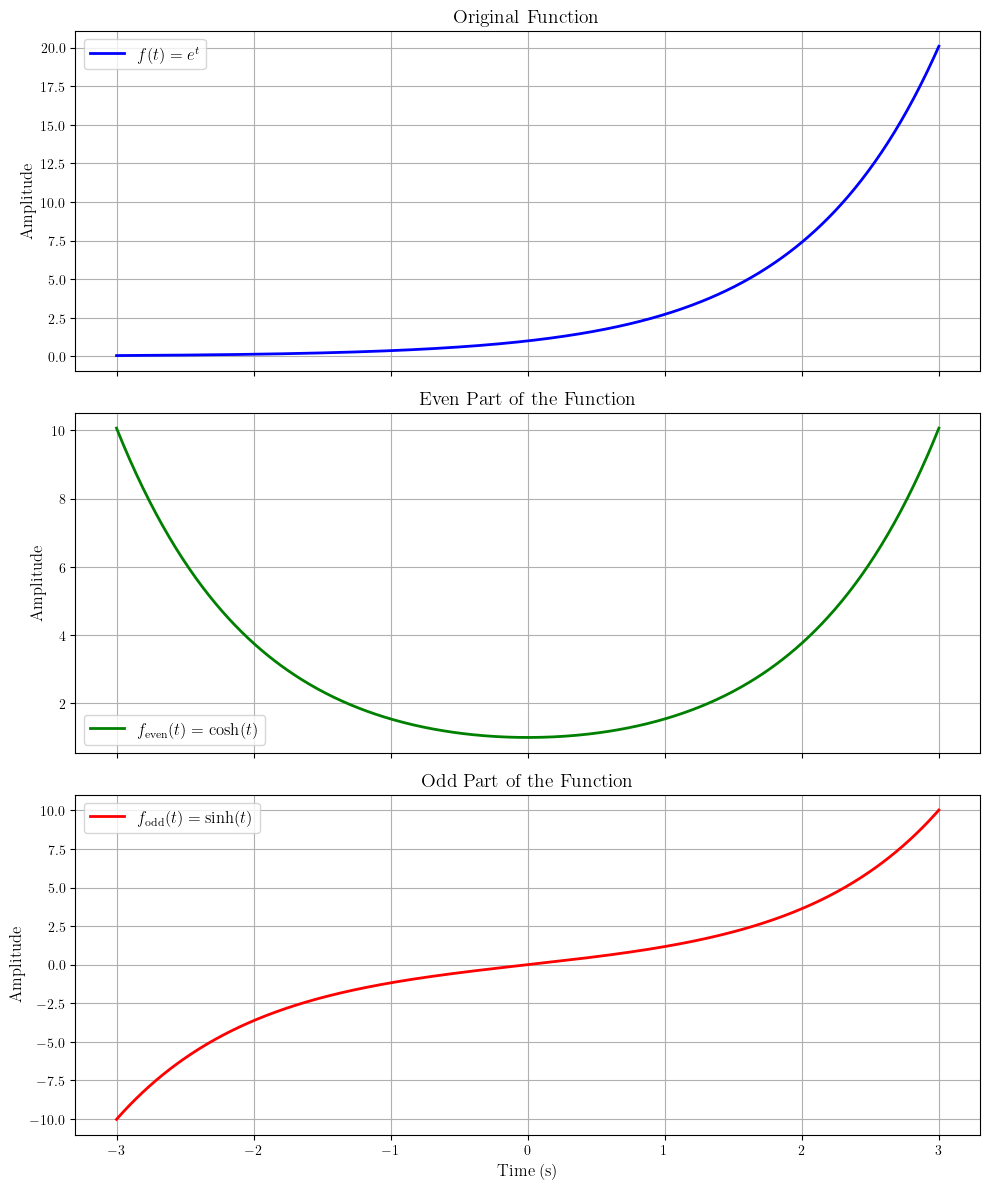 Original Function
f(t) = e^t
20.0
17.5
15.0
12.5
10.0
7.5
5.0
2.5
0.0
Amplitude
Even Part of the Function
10
8
6
4
2
Amplitude
f_even(t) = cosh(t)
Odd Part of the Function
f_odd(t) = sinh(t)
10.0
7.5
5.0
2.5
0.0
−2.5
−5.0
−7.5
−10.0
Amplitude
−3 −2 −1 0 1 2 3
Time (s)